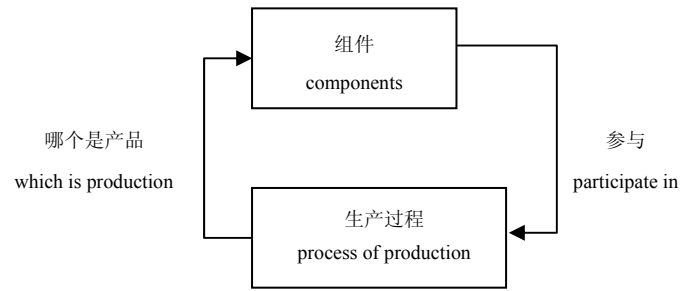 组件
components
哪个是产品
which is production
参与
participate in
生产过程
process of production